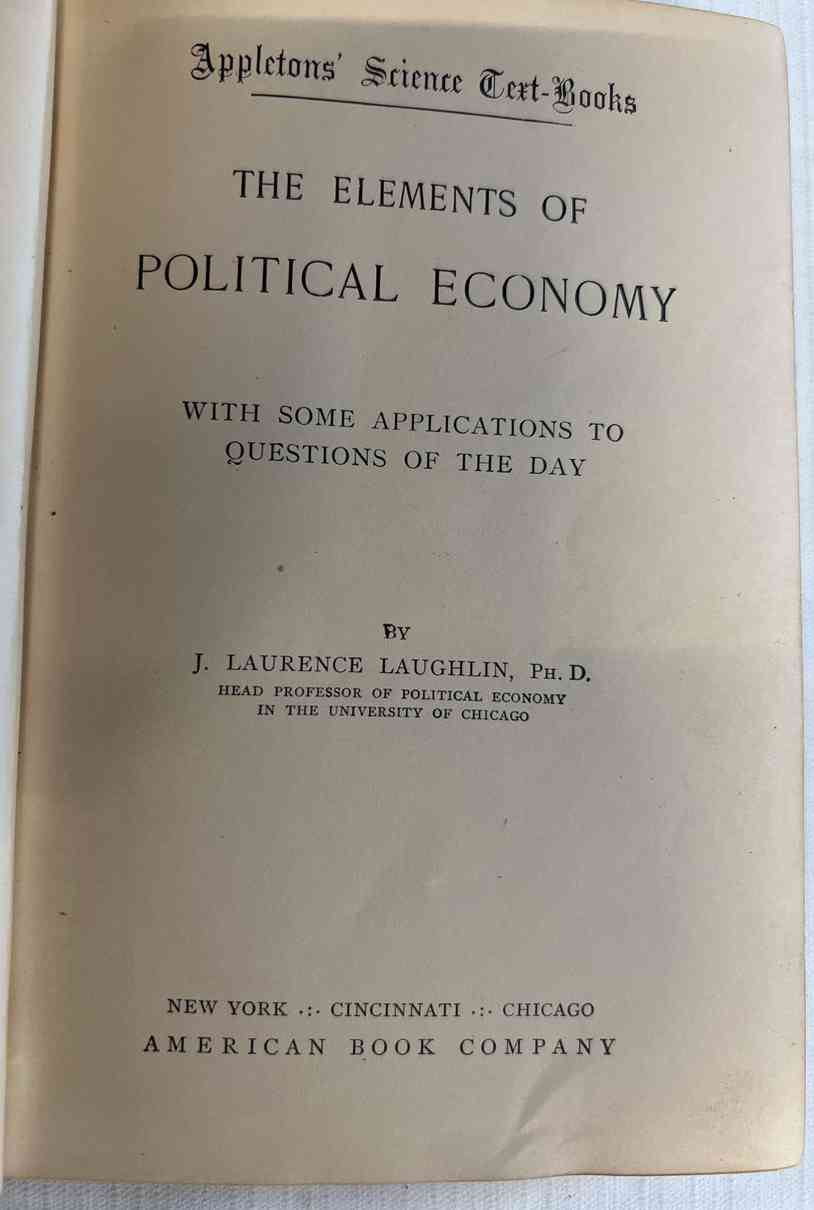 Appletons' Science Text-Books
THE ELEMENTS OF
POLITICAL ECONOMY
WITH SOME APPLICATIONS TO
QUESTIONS OF THE DAY
BY
J. LAURENCE LAUGHLIN, PH. D.
HEAD PROFESSOR OF POLITICAL ECONOMY
IN THE UNIVERSITY OF CHICAGO
NEW YORK .:. CINCINNATI .:. CHICAGO
AMERICAN BOOK COMPANY